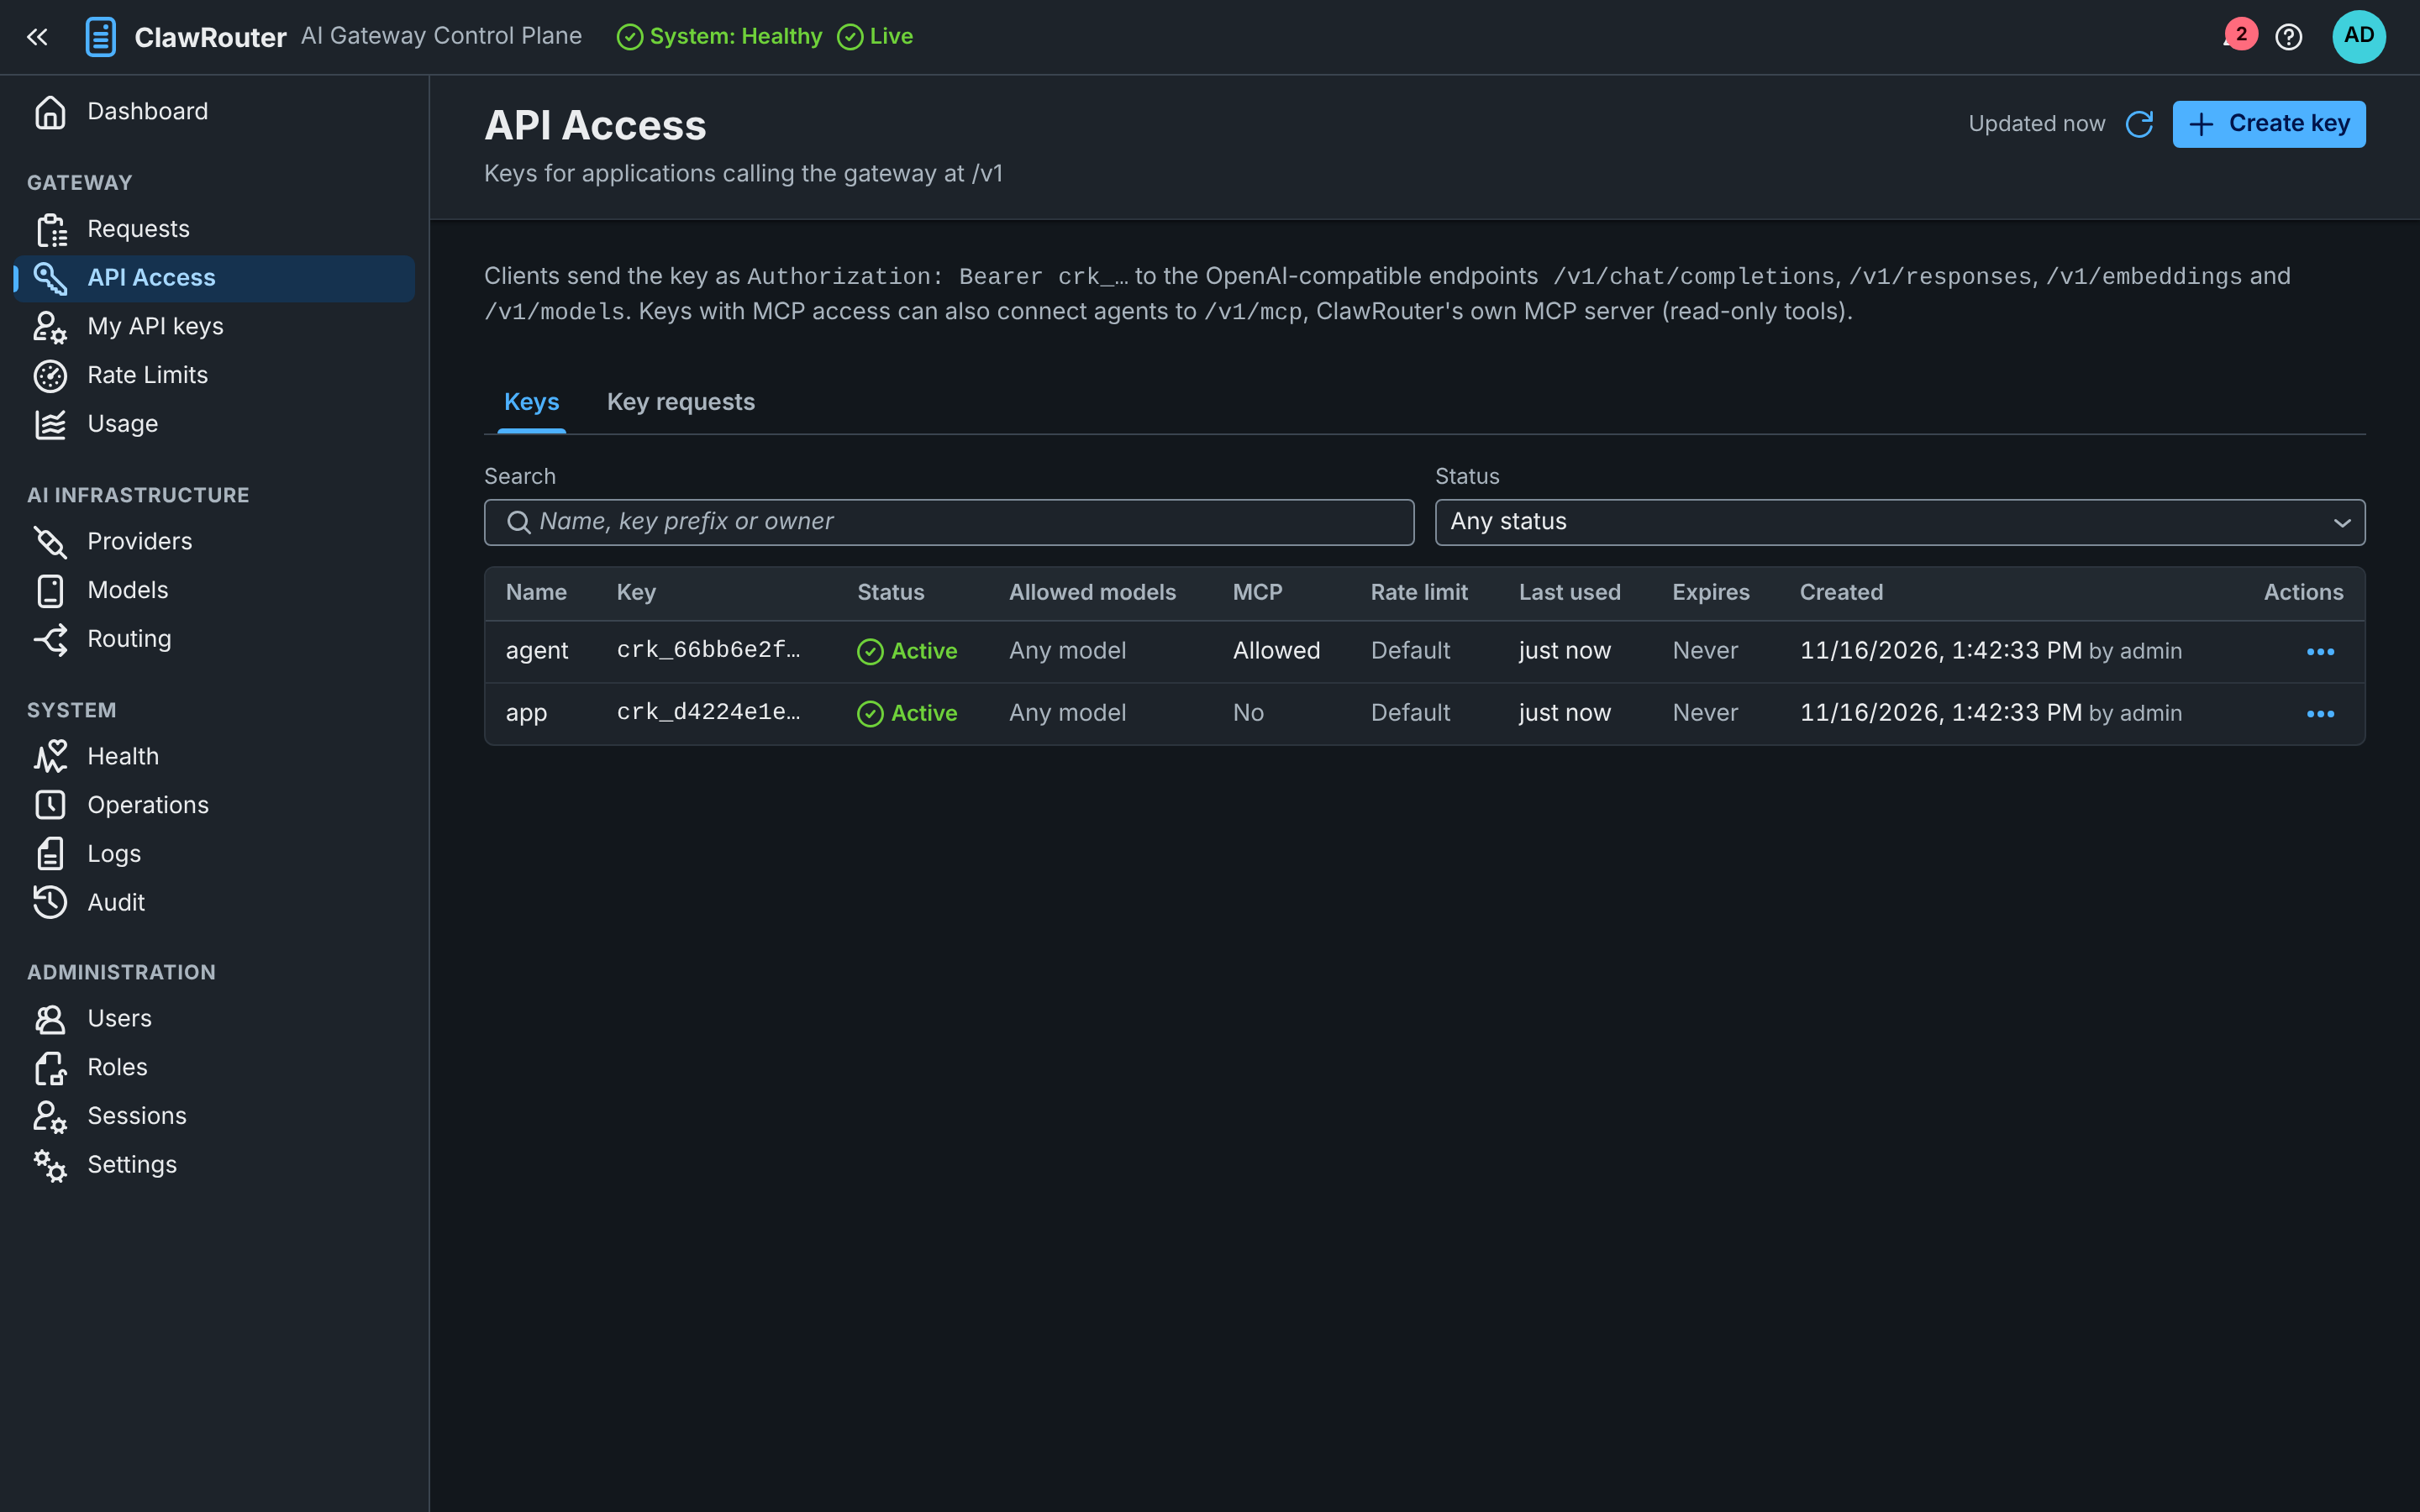 ClawRouter AI Gateway Control Plane System: Healthy Live 2 AD
Dashboard
GATEWAY
Requests
API Access
My API keys
Rate Limits
Usage
AI INFRASTRUCTURE
Providers
Models
Routing
SYSTEM
Health
Operations
Logs
Audit
ADMINISTRATION
Users
Roles
Sessions
Settings
API Access
Updated now Create key
Keys for applications calling the gateway at /v1
Clients send the key as Authorization: Bearer crk_… to the OpenAI-compatible endpoints /v1/chat/completions, /v1/responses, /v1/embeddings and
/v1/models. Keys with MCP access can also connect agents to /v1/mcp, ClawRouter's own MCP server (read-only tools).
Keys Key requests
Search Status
Name, key prefix or owner Any status
Name Key Status Allowed models MCP Rate limit Last used Expires Created Actions
agent crk_66bb6e2f… Active Any model Allowed Default just now Never 11/16/2026, 1:42:33 PM by admin
app crk_d4224e1e… Active Any model No Default just now Never 11/16/2026, 1:42:33 PM by admin